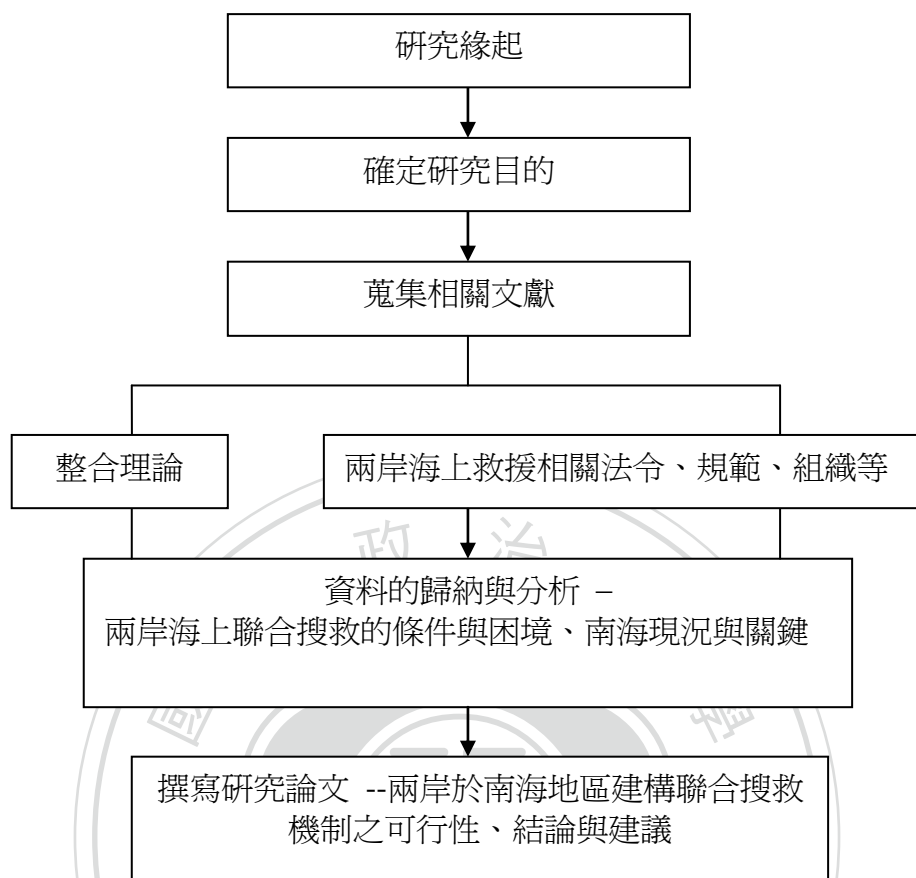 研究緣起
確定研究目的
蒐集相關文獻
整合理論
兩岸海上救援相關法令、規範、組織等
政 治
資料的歸納與分析 –
兩岸海上聯合搜救的條件與困境、南海現況與關鍵
國
學
撰寫研究論文 --兩岸於南海地區建構聯合搜救
機制之可行性、結論與建議